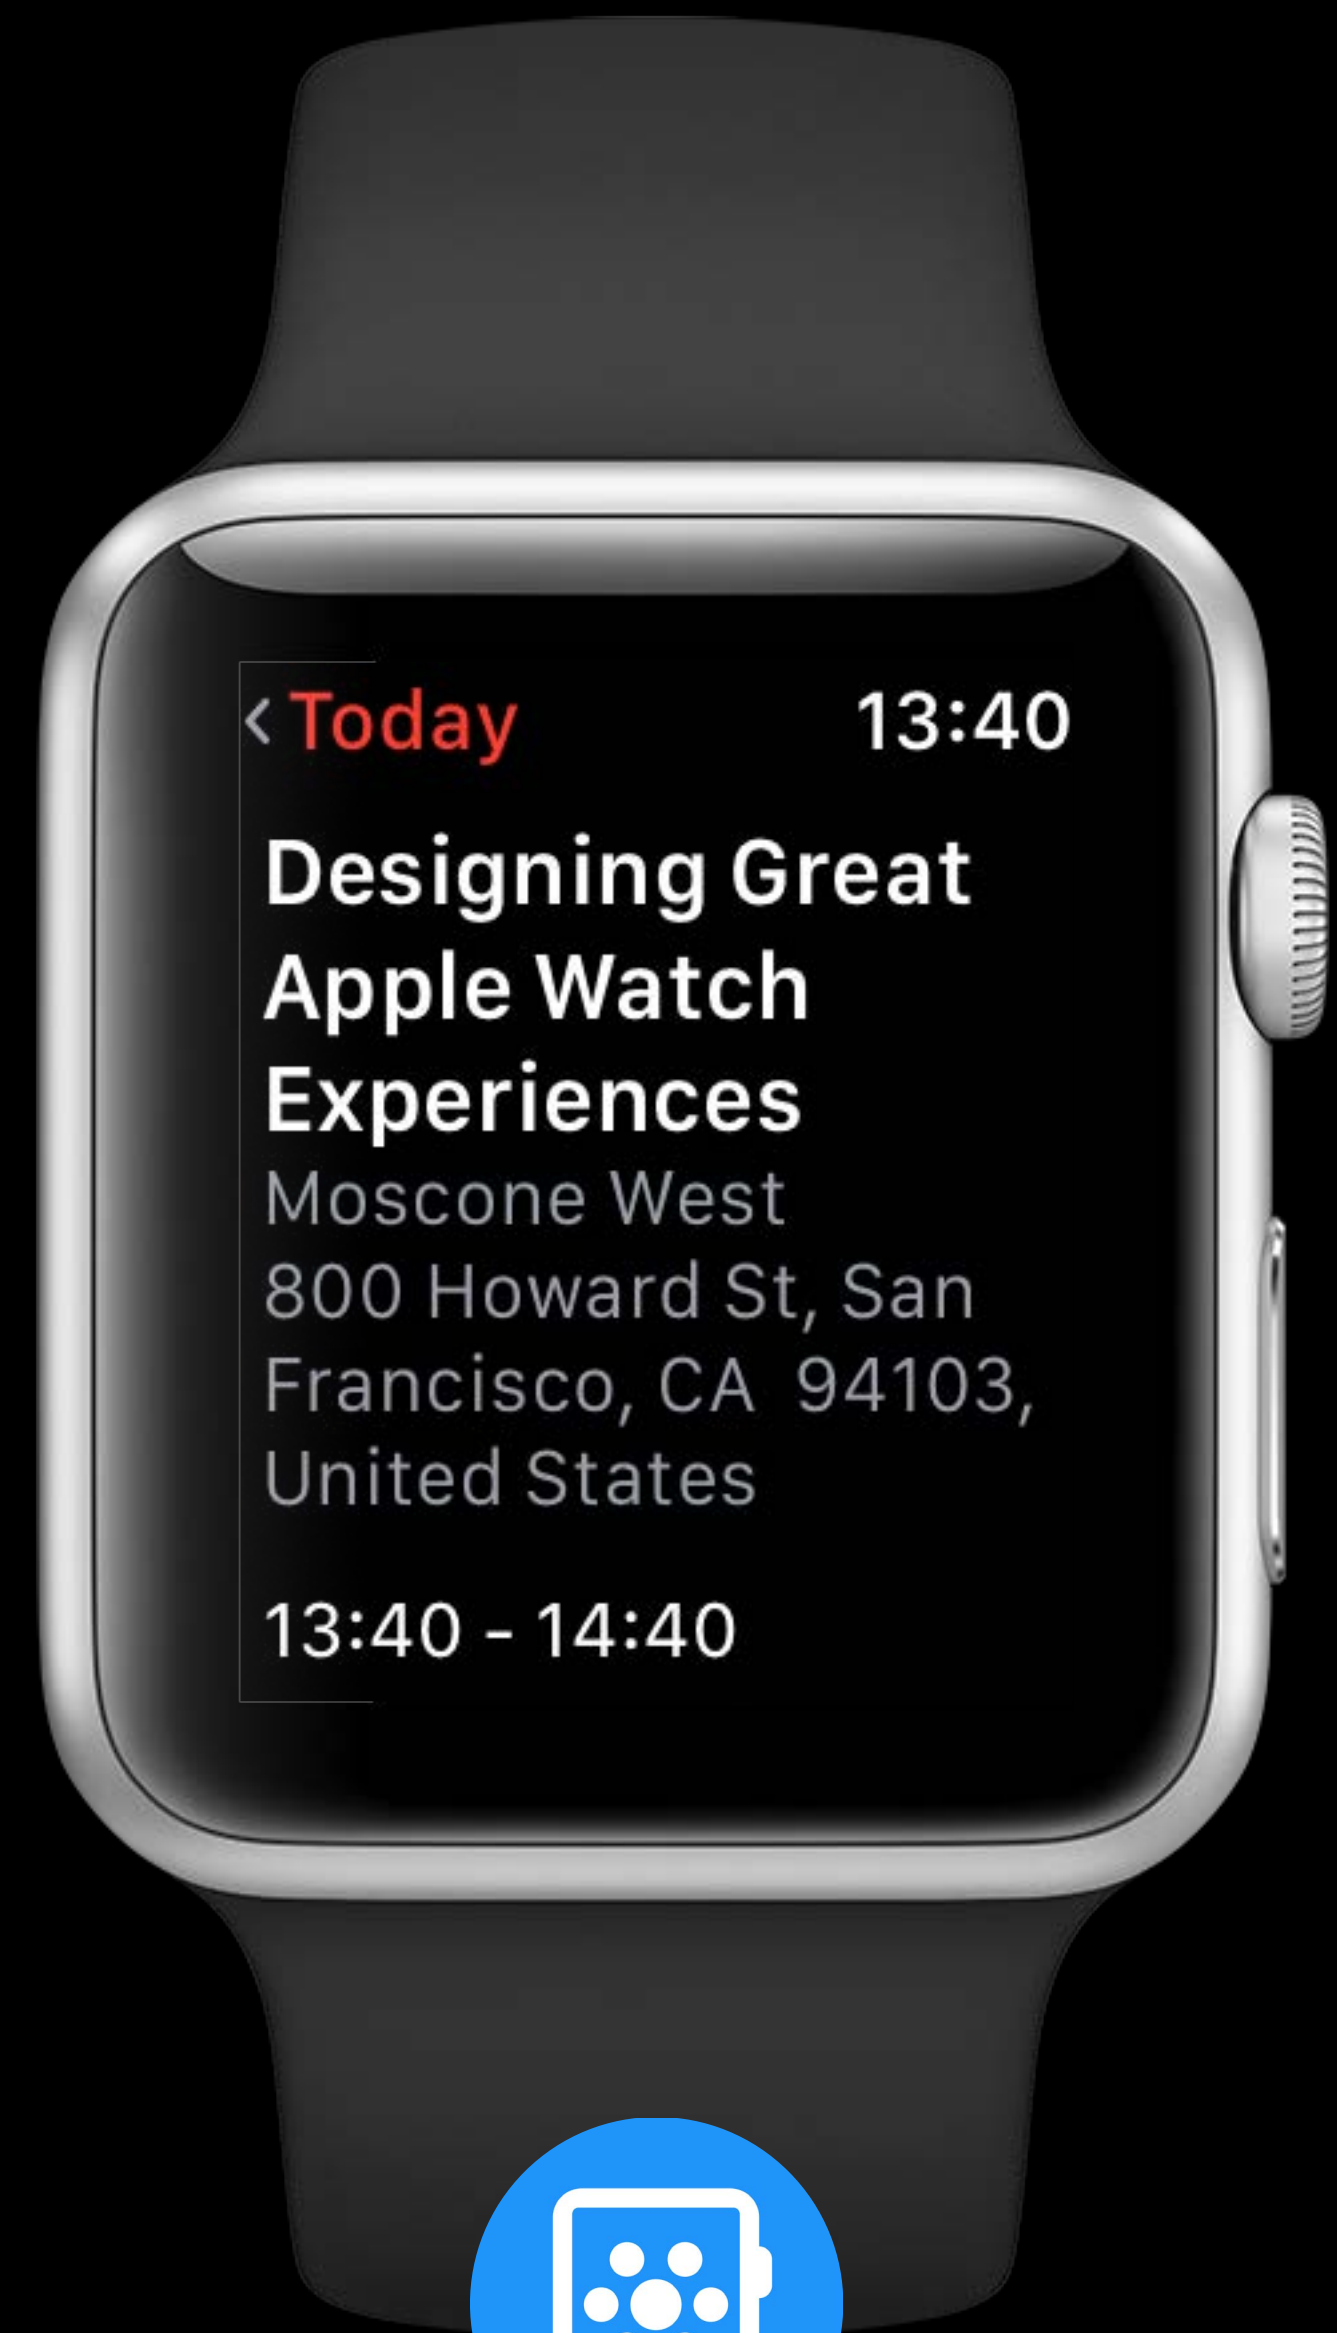 < Today 13:40
Designing Great
Apple Watch
Experiences
Moscone West
800 Howard St, San
Francisco, CA  94103,
United States
13:40 - 14:40